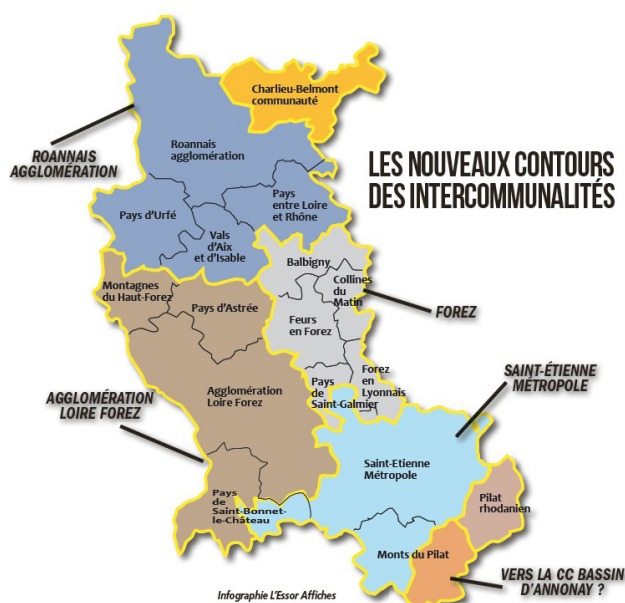 Charlieu-Belmont
communauté
ROANNAIS
AGGLOMÉRATION
Roannais
agglomération
LES NOUVEAUX CONTOURS
DES INTERCOMMUNALITÉS
Pays d'Urfé
Pays
entre Loire
et Rhône
Vals
d'Aix
et d'Isable
Balbigny
Collines
du
Matin
Montagnes
du Haut-Forez
Pays d'Astrée
FOREZ
Feurs
en Forez
SAINT-ÉTIENNE
MÉTROPOLE
Forez
en
Lyonnais
Pays
de
Saint-Galmier
AGGLOMÉRATION
LOIRE FOREZ
Agglomération
Loire Forez
Saint-Etienne
Métropole
Pilat
rhodanien
Pays
de
Saint-Bonnet-
le-Château
Monts du Pilat
VERS LA CC BASSIN
D'ANNONAY ?
Infographie L'Essor Affiches